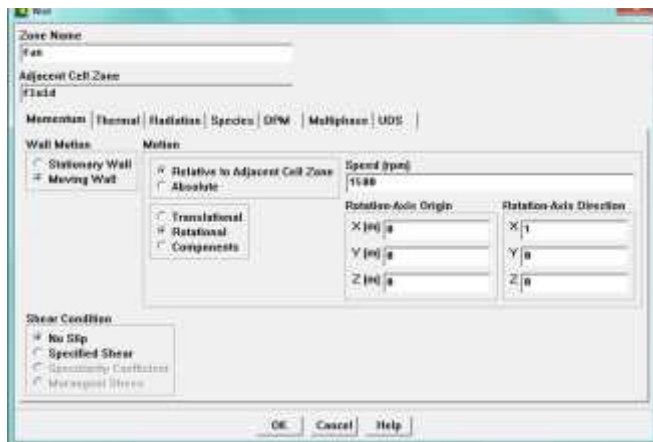 Wall
Zone Name
fan
Adjacent Cell Zone
fluid
Momentum Thermal Radiation Species DPM Multiphase UDS
Wall Motion Motion
Stationary Wall
Moving Wall
Relative to Adjacent Cell Zone
Absolute
Speed (rpm)
1500
Translational
Rotational
Components
Rotation-Axis Origin Rotation-Axis Direction
X (m) 0 X 1
Y (m) 0 Y 0
Z (m) 0 Z 0
Shear Condition
No Slip
Specified Shear
Specularity Coefficient
Marangoni Stress
OK Cancel Help